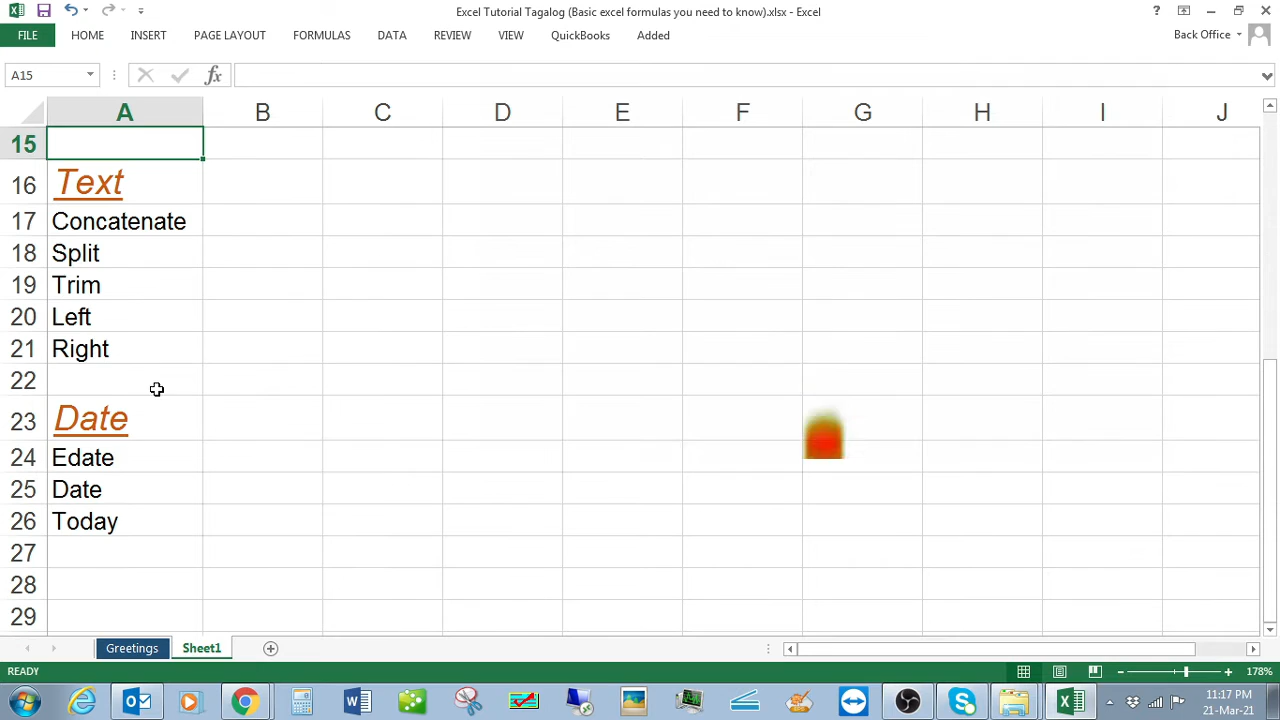 Excel Tutorial Tagalog (Basic excel formulas you need to know).xlsx - Excel
?
FILE HOME INSERT PAGE LAYOUT FORMULAS DATA REVIEW VIEW QuickBooks Added
Back Office
A15
fx
A B C D E F G H I J
15
16 Text
17 Concatenate
18 Split
19 Trim
20 Left
21 Right
22
23 Date
24 Edate
25 Date
26 Today
27
28
29
Greetings Sheet1
READY
178%
11:17 PM
21-Mar-21